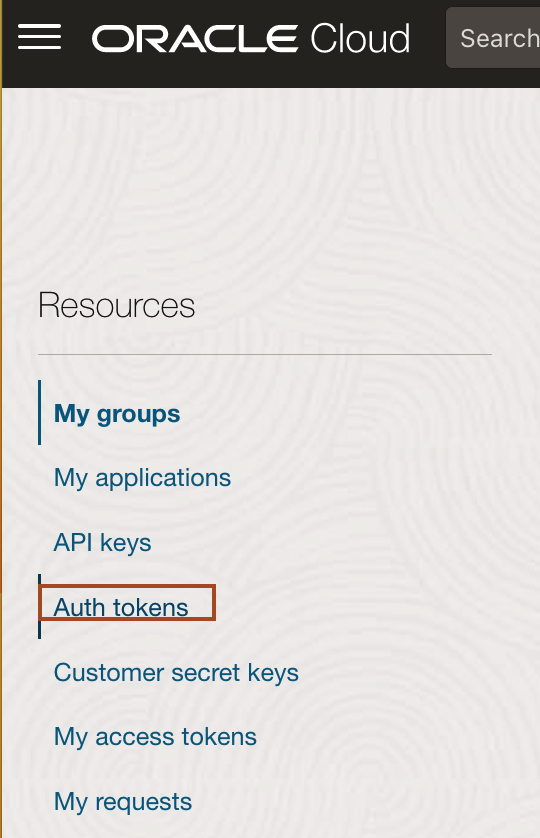 ORACLE Cloud
Search
Resources
My groups
My applications
API keys
Auth tokens
Customer secret keys
My access tokens
My requests